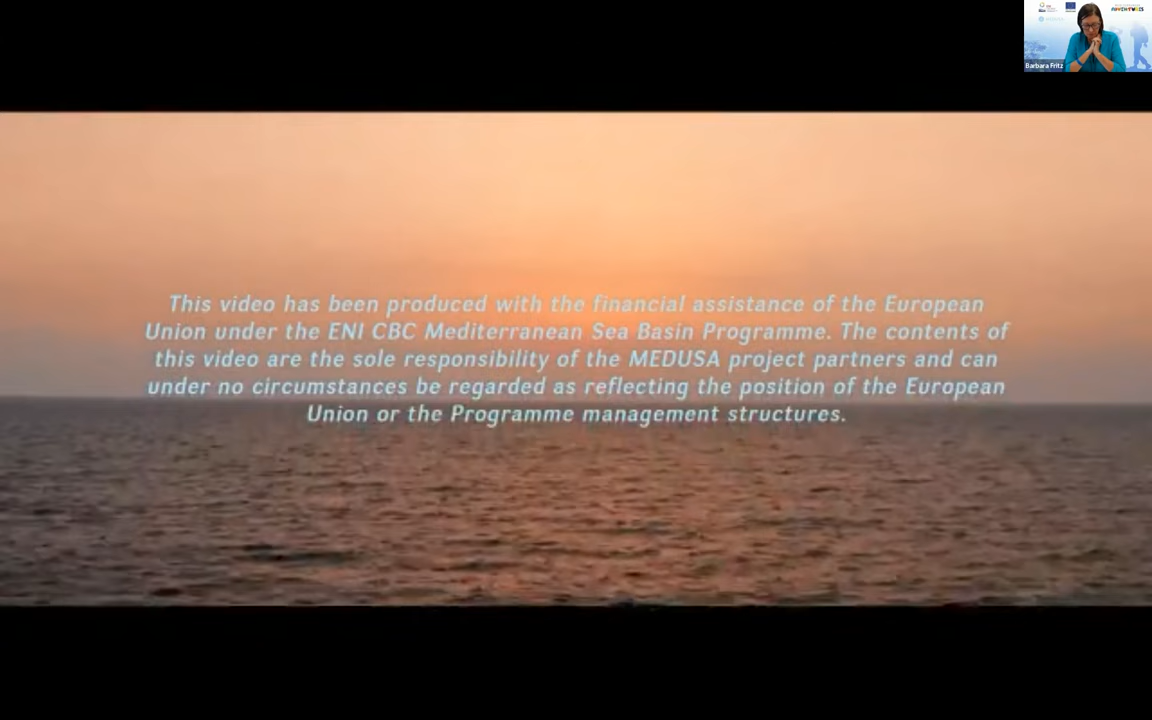 ADVENTURES
Barbara Fritz
This video has been produced with the financial assistance of the European
Union under the ENI CBC Mediterranean Sea Basin Programme. The contents of
this video are the sole responsibility of the MEDUSA project partners and can
under no circumstances be regarded as reflecting the position of the European
Union or the Programme management structures.